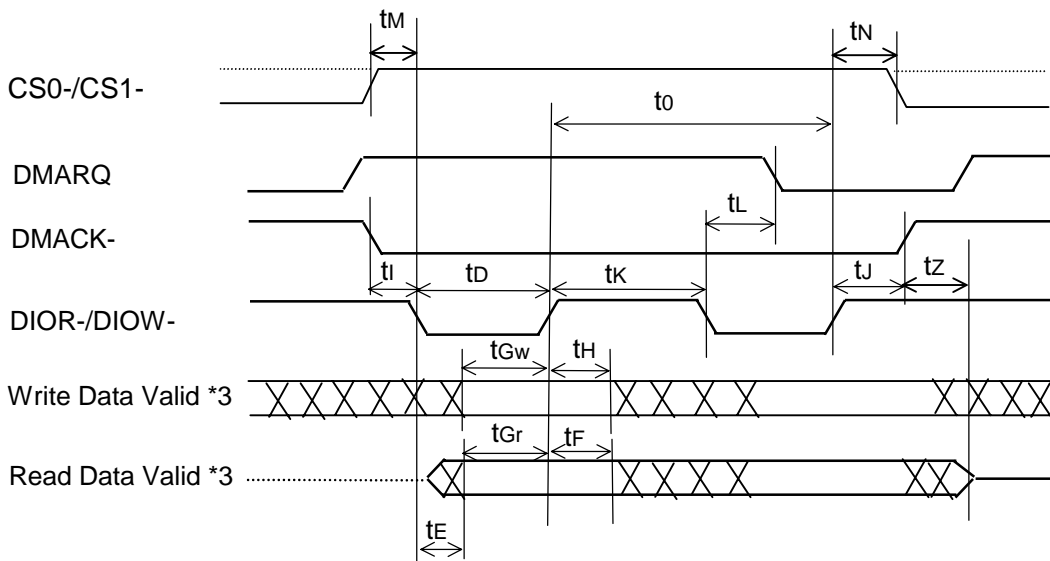 tM
tN
CS0-/CS1-
t0
DMARQ
tL
DMACK-
tI
tD
tK
tJ
tZ
DIOR-/DIOW-
tGw
tH
Write Data Valid *3
tGr
tF
Read Data Valid *3
tE